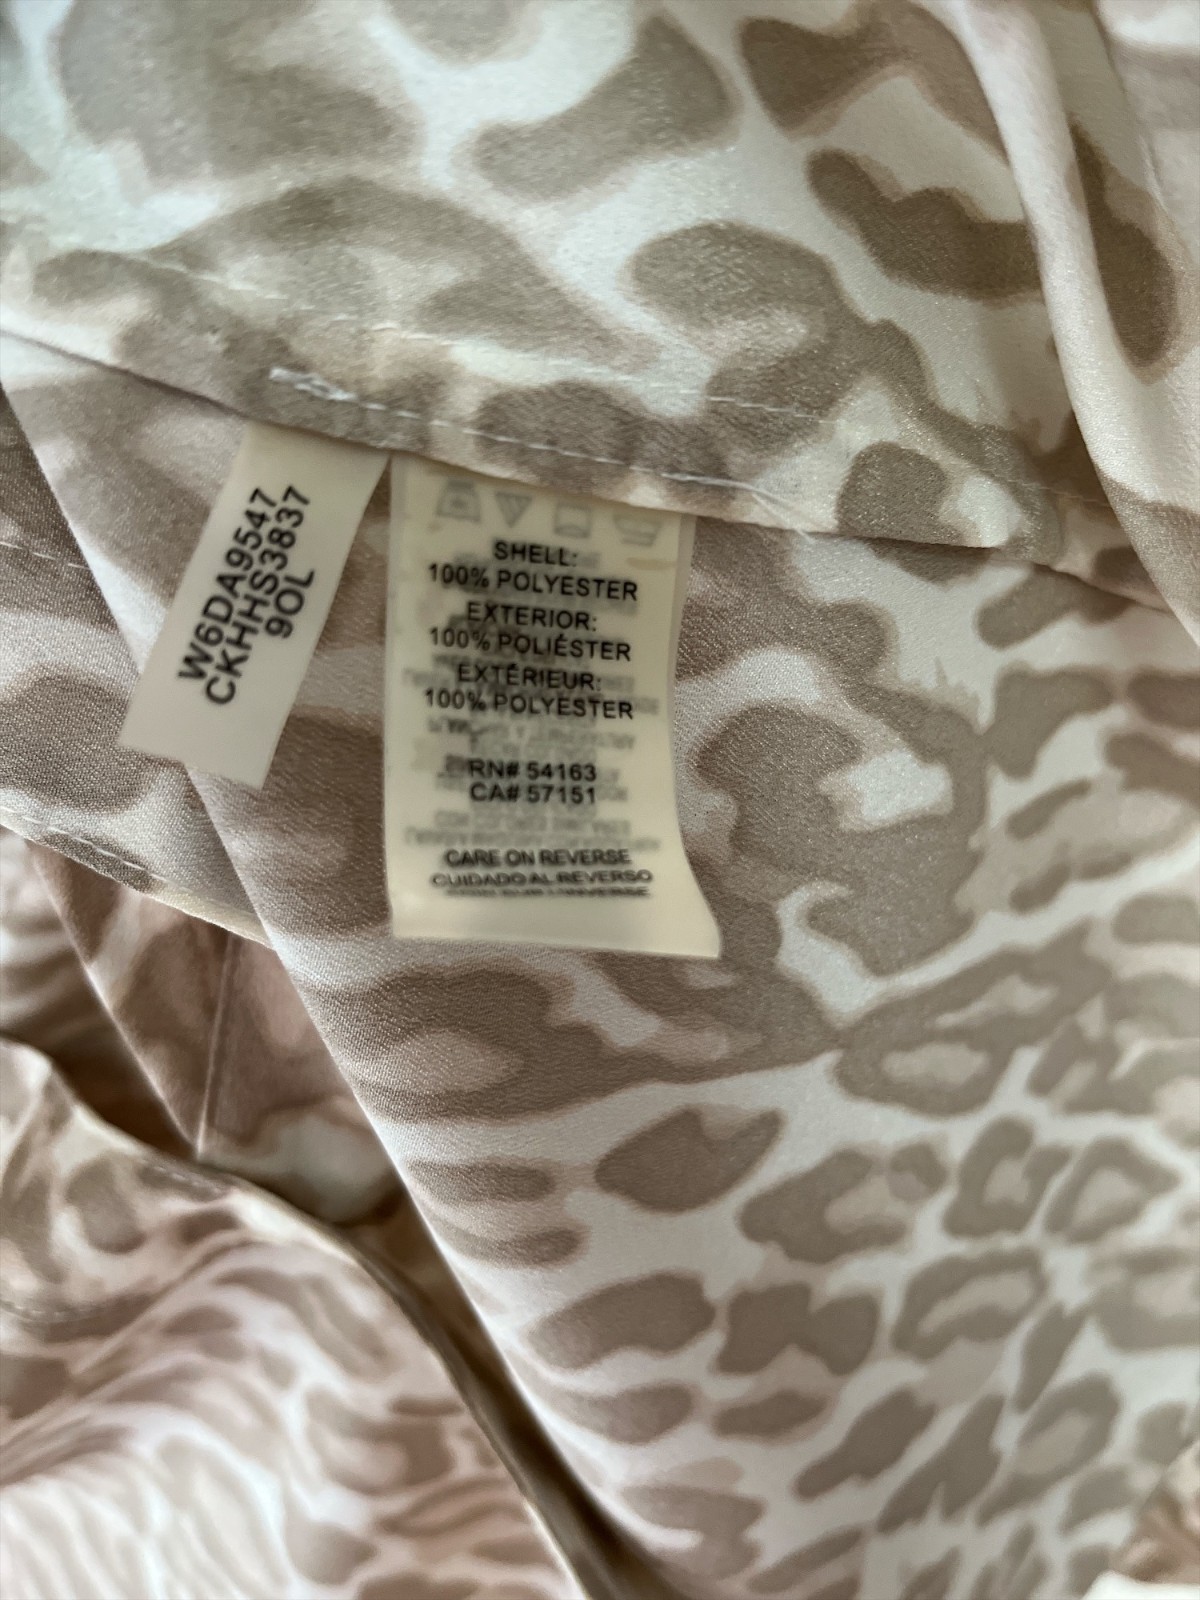 W6DA9547
CKHHS3837
9OL
SHELL:
100% POLYESTER
EXTERIOR:
100% POLIÉSTER
EXTÉRIEUR:
100% POLYESTER
RN# 54163
CA# 57151
CARE ON REVERSE
CUIDADO AL REVERSO